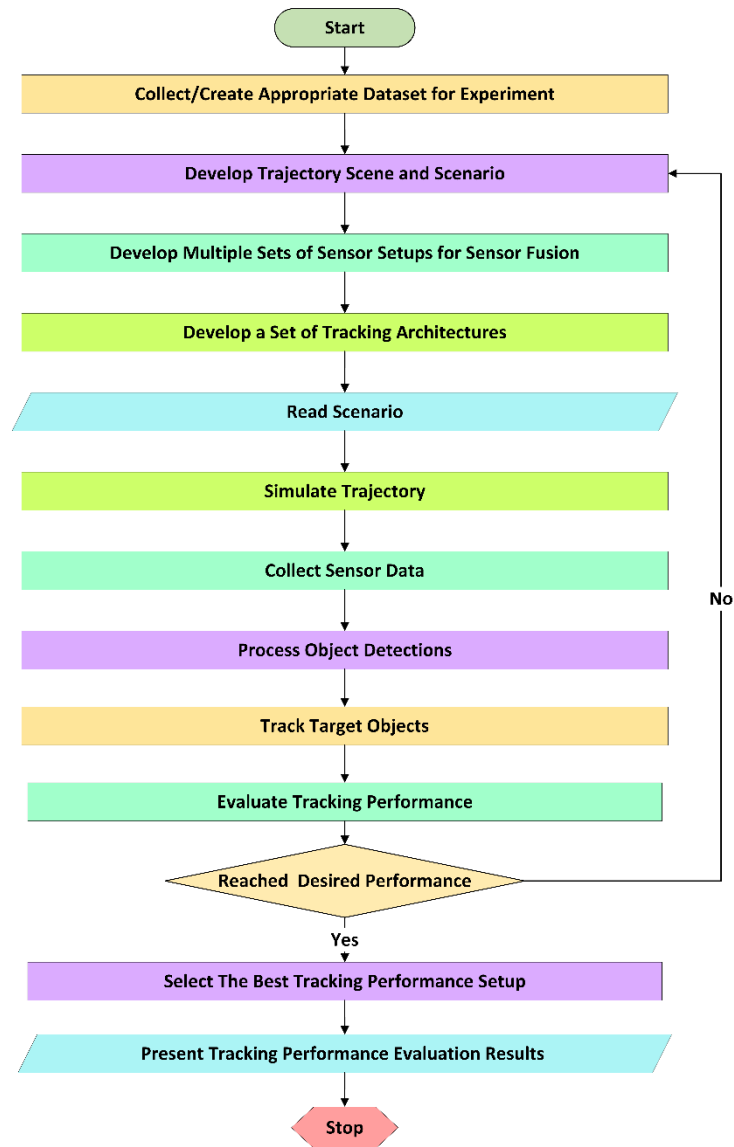 Start
Collect/Create Appropriate Dataset for Experiment
Develop Trajectory Scene and Scenario
Develop Multiple Sets of Sensor Setups for Sensor Fusion
Develop a Set of Tracking Architectures
Read Scenario
Simulate Trajectory
Collect Sensor Data
No
Process Object Detections
Track Target Objects
Evaluate Tracking Performance
Reached Desired Performance
Yes
Select The Best Tracking Performance Setup
Present Tracking Performance Evaluation Results
Stop